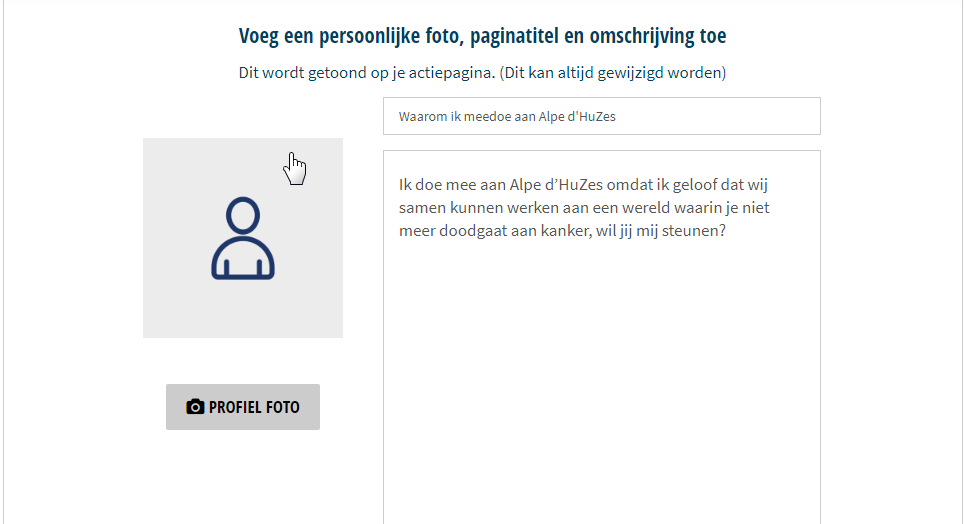 Voeg een persoonlijke foto, paginatitel en omschrijving toe
Dit wordt getoond op je actiepagina. (Dit kan altijd gewijzigd worden)
Waarom ik meedoe aan Alpe d'HuZes
Ik doe mee aan Alpe d’HuZes omdat ik geloof dat wij
samen kunnen werken aan een wereld waarin je niet
meer doodgaat aan kanker, wil jij mij steunen?
PROFIEL FOTO